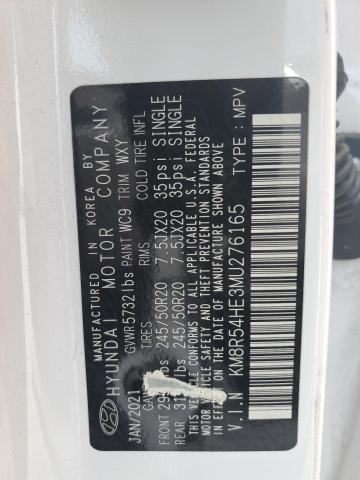 MANUFACTURED IN KOREA BY
HYUNDAI MOTOR COMPANY
GVWR 5732 lbs PAINT WC9 TRIM WXY
JAN/2021 TIRES RIMS COLD TIRE INFL
FRONT 245/50R20 7.5JX20 35psi SINGLE
REAR 245/50R20 7.5JX20 35psi SINGLE
THIS VEHICLE CONFORMS TO ALL APPLICABLE U.S.A. FEDERAL
MOTOR VEHICLE SAFETY AND THEFT PREVENTION STANDARDS
IN EFFECT ON THE DATE OF MANUFACTURE SHOWN ABOVE.
V.I.N KM8R54HE3MU276165 TYPE: MPV